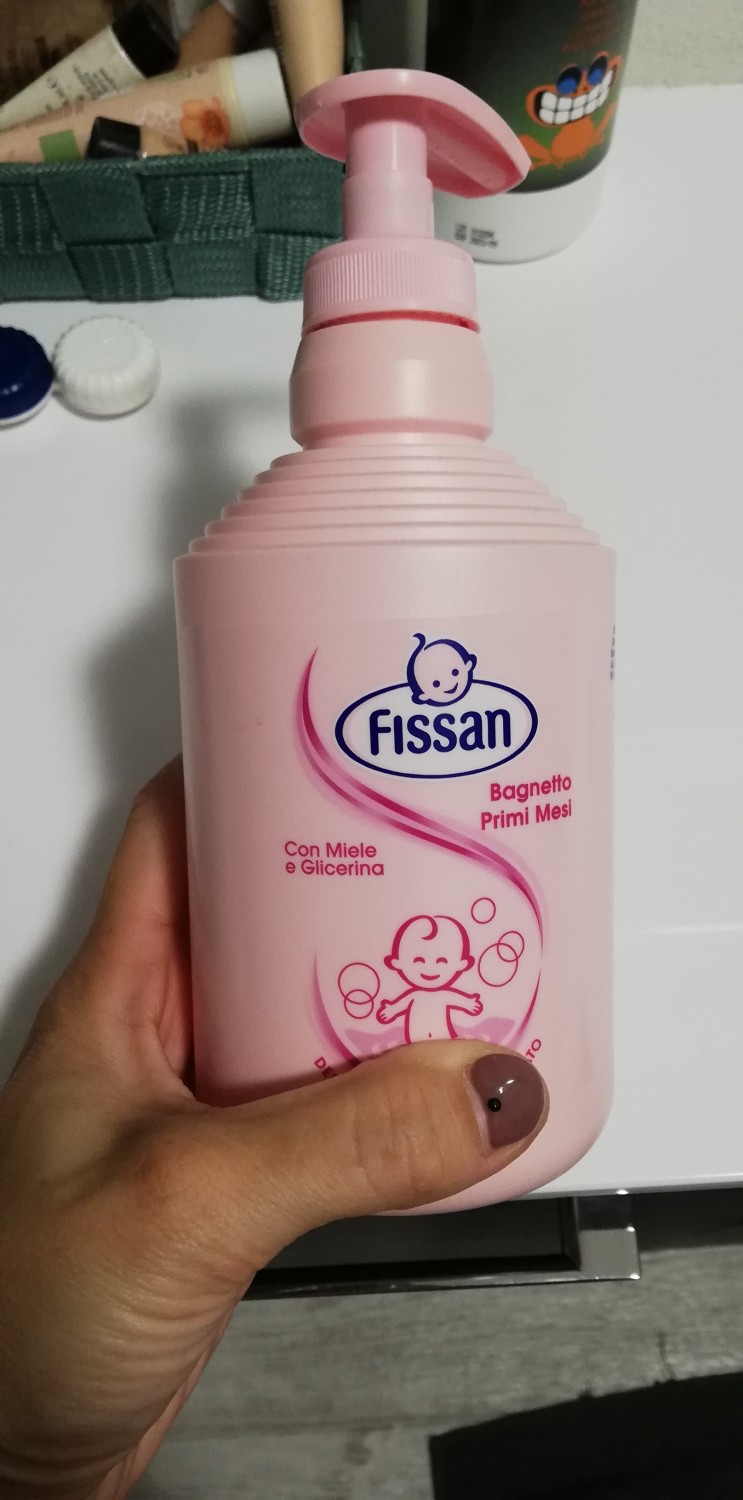 Fissan
Bagnetto
Primi Mesi
Con Miele
e Glicerina